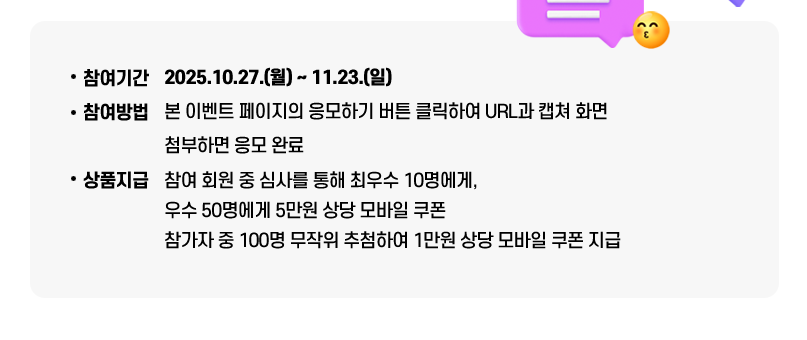 • 참여기간 2025.10.27.(월) ~ 11.23.(일)
• 참여방법 본 이벤트 페이지의 응모하기 버튼 클릭하여 URL과 캡쳐 화면
첨부하면 응모 완료
• 상품지급 참여 회원 중 심사를 통해 최우수 10명에게,
우수 50명에게 5만원 상당 모바일 쿠폰
참가자 중 100명 무작위 추첨하여 1만원 상당 모바일 쿠폰 지급